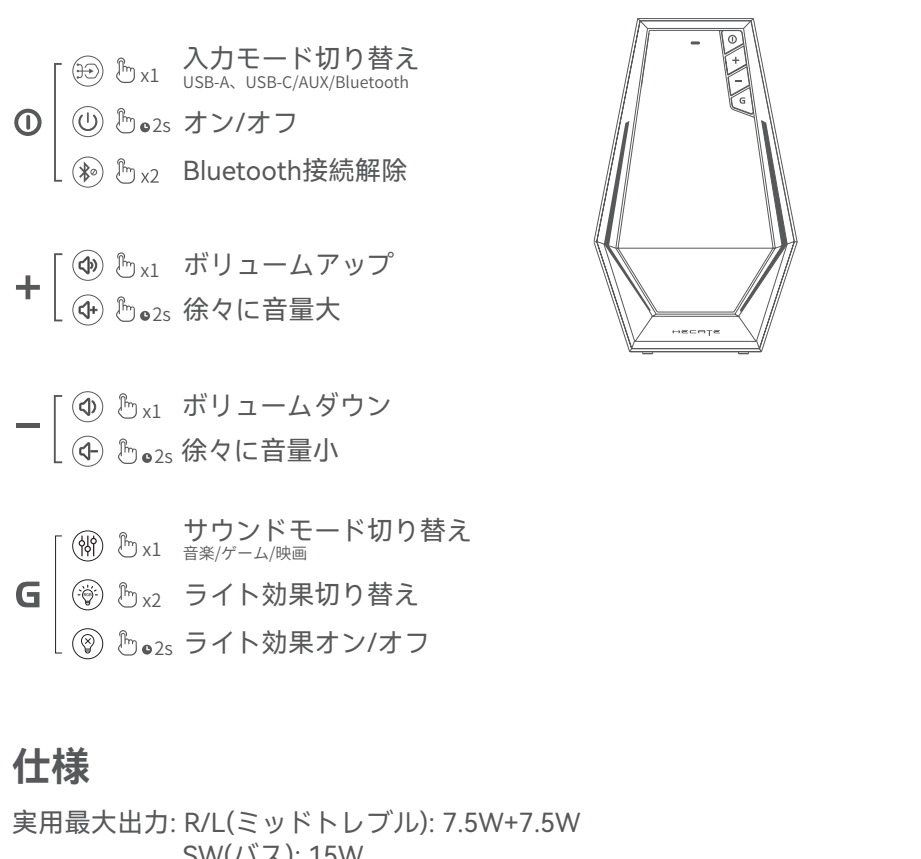 x1 入力モード切り替え
USB-A、USB-C/AUX/Bluetooth
2s オン/オフ
x2 Bluetooth接続解除
+
x1 ボリュームアップ
2s 徐々に音量大
−
x1 ボリュームダウン
2s 徐々に音量小
x1 サウンドモード切り替え
音楽/ゲーム/映画
G
x2 ライト効果切り替え
2s ライト効果オン/オフ
+
−
G
HECATE
仕様
実用最大出力: R/L(ミッドトレブル): 7.5W+7.5W
SW(バス): 15W